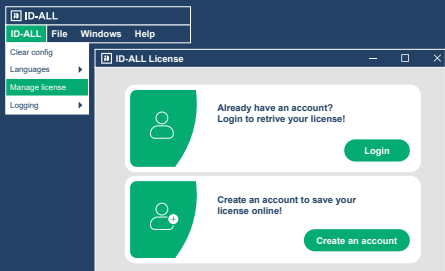 ID-ALL
ID-ALL File Windows Help
Clear config
Languages
Manage license
Logging
ID-ALL License
Already have an account?
Login to retrive your license!
Login
Create an account to save your
license online!
Create an account